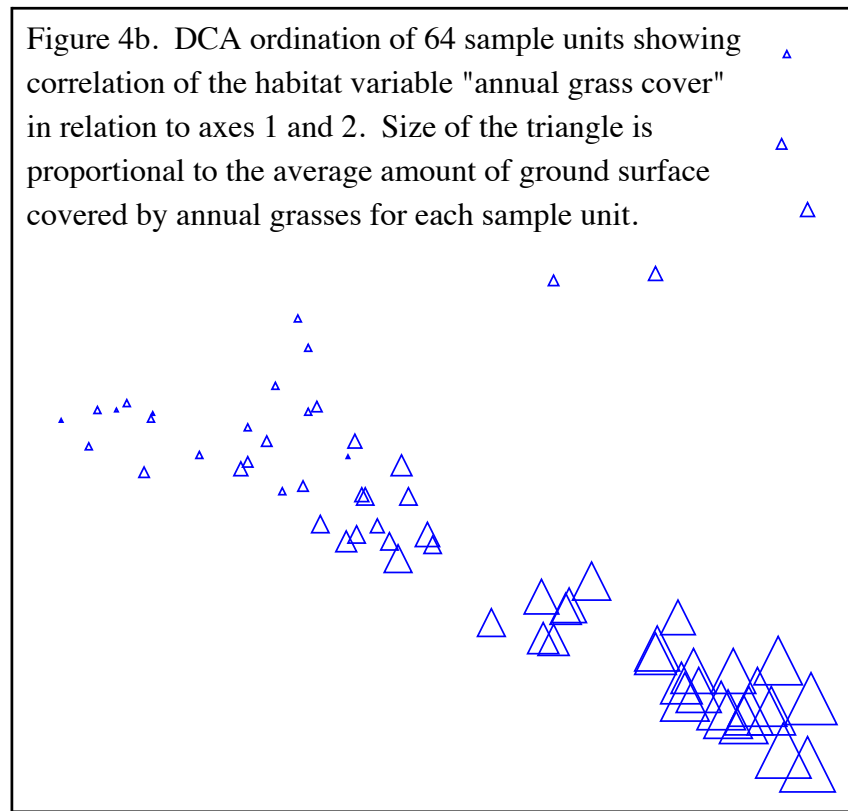 Figure 4b.  DCA ordination of 64 sample units showing
correlation of the habitat variable "annual grass cover"
in relation to axes 1 and 2.  Size of the triangle is
proportional to the average amount of ground surface
covered by annual grasses for each sample unit.